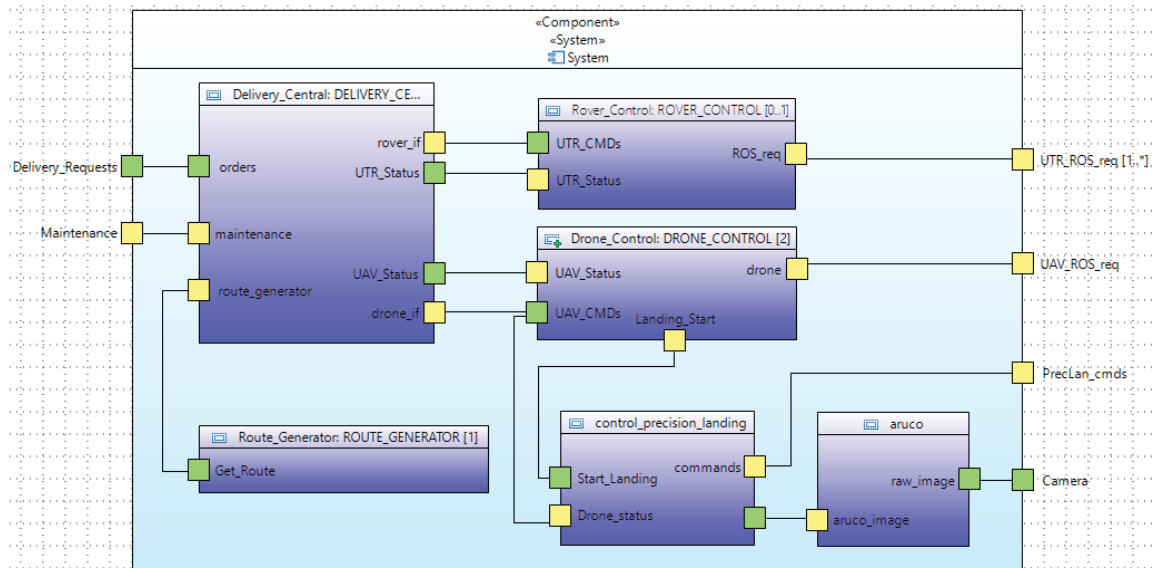 «Component»
«System»
System
Delivery_Central: DELIVERY_CE...
rover_if
Delivery_Requests
orders
UTR_Status
Maintenance
maintenance
UAV_Status
route_generator
drone_if
Rover_Control: ROVER_CONTROL [0..1]
UTR_CMDs
ROS_req
UTR_Status
UTR_ROS_req [1..*]
Drone_Control: DRONE_CONTROL [2]
UAV_Status
drone
UAV_CMDs
Landing_Start
UAV_ROS_req
PrecLan_cmds
Route_Generator: ROUTE_GENERATOR [1]
Get_Route
control_precision_landing
commands
Start_Landing
Drone_status
aruco
raw_image
aruco_image
Camera